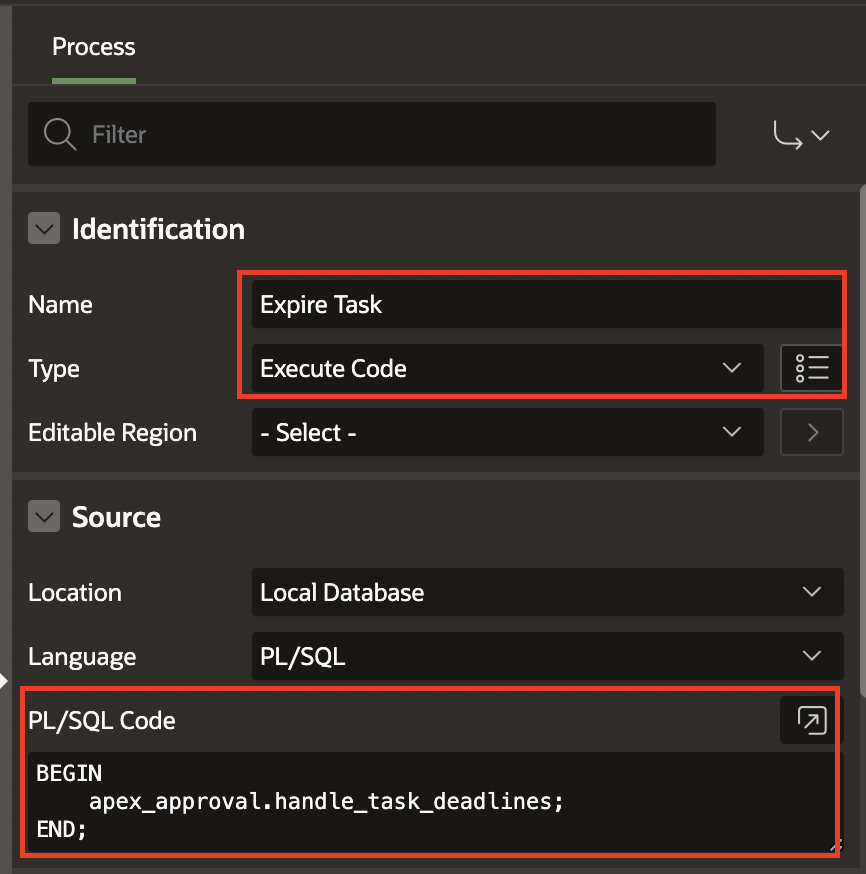 Process
Filter
Identification
Name Expire Task
Type Execute Code
Editable Region - Select -
Source
Location Local Database
Language PL/SQL
PL/SQL Code
BEGIN
    apex_approval.handle_task_deadlines;
END;